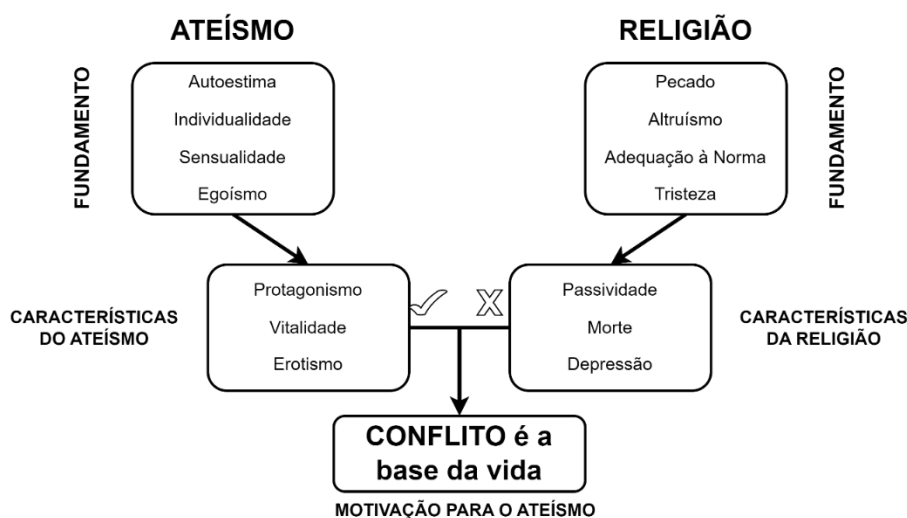 ATEÍSMO
RELIGIÃO
FUNDAMENTO
Autoestima
Individualidade
Sensualidade
Egoísmo
Pecado
Altruísmo
Adequação à Norma
Tristeza
FUNDAMENTO
CARACTERÍSTICAS
DO ATEÍSMO
Protagonismo
Vitalidade
Erotismo
X
Passividade
Morte
Depressão
CARACTERÍSTICAS
DA RELIGIÃO
CONFLITO é a
base da vida
MOTIVAÇÃO PARA O ATEÍSMO